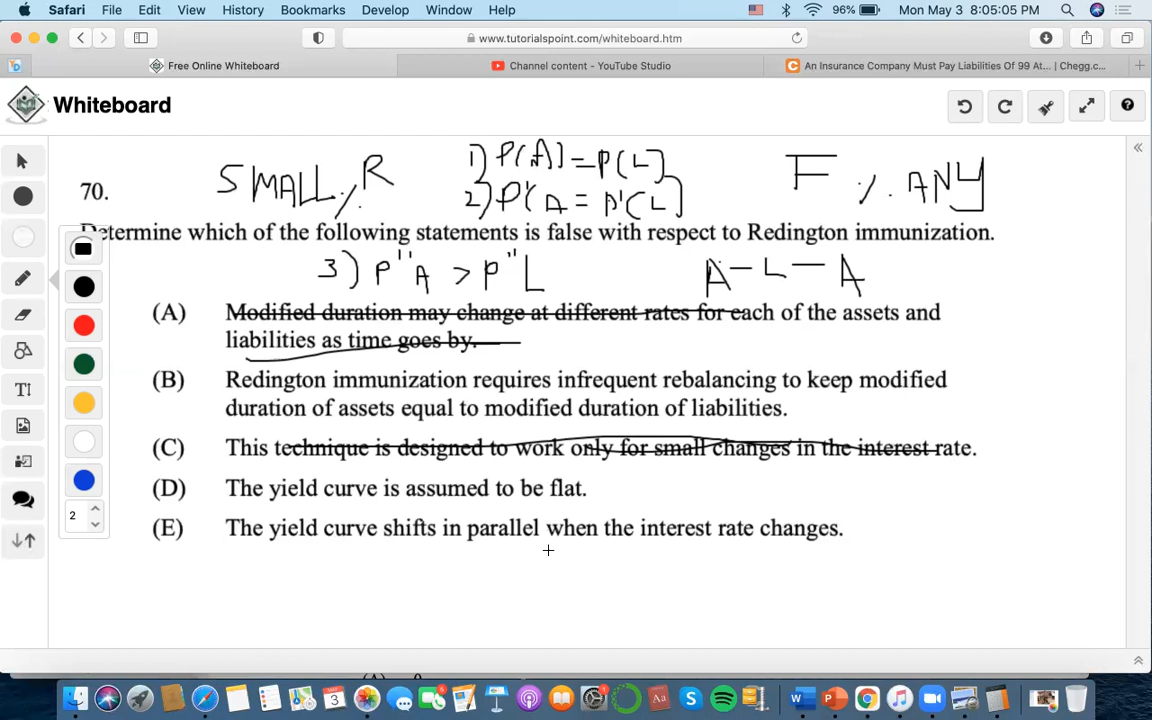 Safari File Edit View History Bookmarks Develop Window Help 96% Mon May 3 8:05:05 PM
www.tutorialspoint.com/whiteboard.htm
Free Online Whiteboard Channel content - YouTube Studio An Insurance Company Must Pay Liabilities Of 99 At... | Chegg.c...
Whiteboard
SMALL % R 1) P(A) = P(L) F % ANY
70. 2) P'(A = P'(L)
Determine which of the following statements is false with respect to Redington immunization.
3) P''A > P''L A - L - A
(A) Modified duration may change at different rates for each of the assets and
liabilities as time goes by.
(B) Redington immunization requires infrequent rebalancing to keep modified
duration of assets equal to modified duration of liabilities.
(C) This technique is designed to work only for small changes in the interest rate.
(D) The yield curve is assumed to be flat.
2
(E) The yield curve shifts in parallel when the interest rate changes.